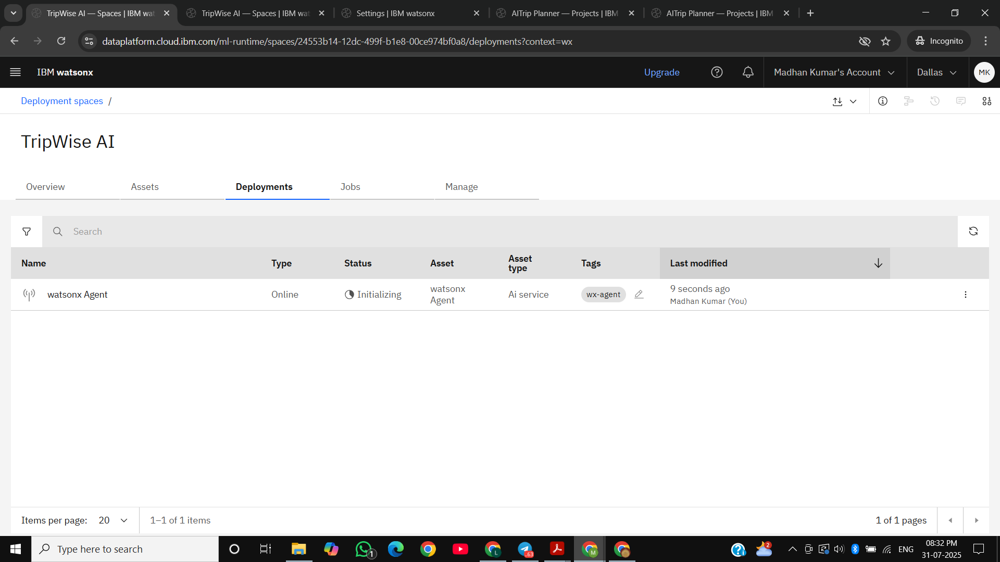 TripWise AI — Spaces | IBM wat
TripWise AI — Spaces | IBM wat
Settings | IBM watsonx
AITrip Planner — Projects | IBM
AITrip Planner — Projects | IBM
dataplatform.cloud.ibm.com/ml-runtime/spaces/24553b14-12dc-499f-b1e8-00ce974bf0a8/deployments?context=wx
Incognito
IBM watsonx
Upgrade
Madhan Kumar's Account
Dallas
MK
Deployment spaces /
TripWise AI
Overview
Assets
Deployments
Jobs
Manage
Search
Name
Type
Status
Asset
Asset
type
Tags
Last modified
watsonx Agent
Online
Initializing
watsonx
Agent
Ai service
wx-agent
9 seconds ago
Madhan Kumar (You)
Items per page: 20
1–1 of 1 items
1 of 1 pages
Type here to search
1
L
..63
M
2
ENG
08:32 PM
31-07-2025